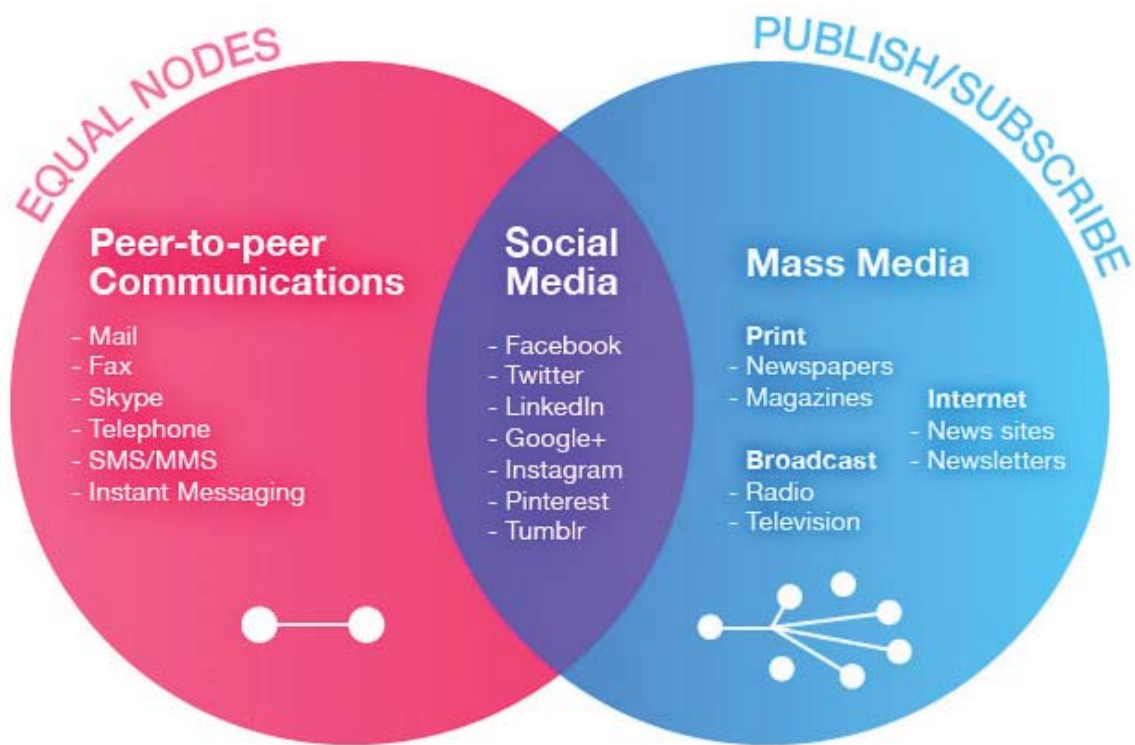 EQUAL NODES
PUBLISH/SUBSCRIBE
Peer-to-peer
Communications
- Mail
- Fax
- Skype
- Telephone
- SMS/MMS
- Instant Messaging
Social
Media
- Facebook
- Twitter
- LinkedIn
- Google+
- Instagram
- Pinterest
- Tumblr
Mass Media
Print
- Newspapers
- Magazines
Broadcast
- Radio
- Television
Internet
- News sites
- Newsletters